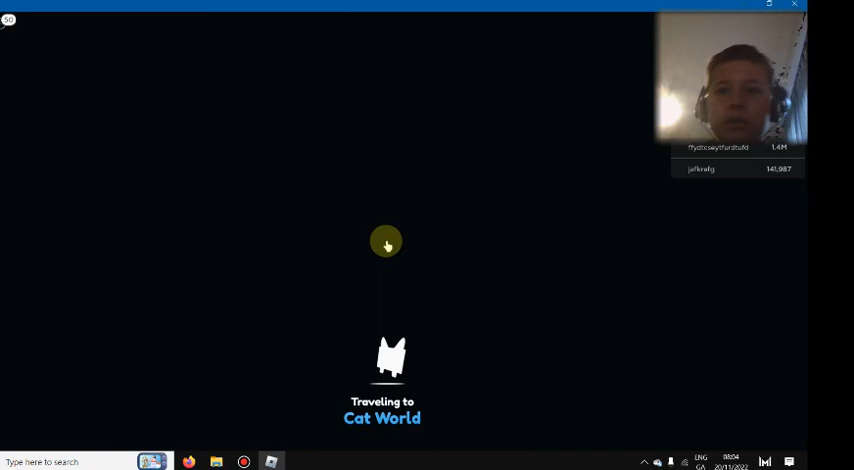 50
ffydtcseytfurdtufd 1.4M
jafkrefg 141,987
Traveling to
Cat World
Type here to search
ENG
GA
08:04
20/11/2022